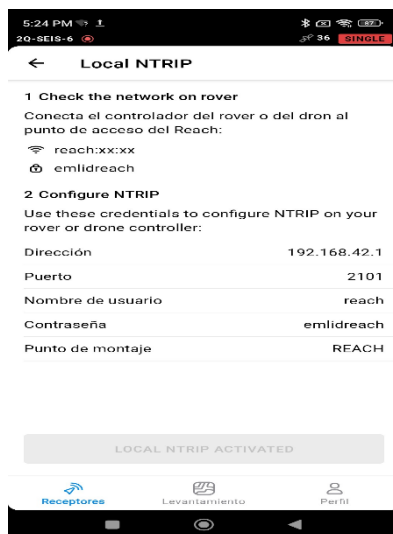 5:24 PM
87
2Q-SEIS-6
36 SINGLE
Local NTRIP
1 Check the network on rover
Conecta el controlador del rover o del dron al
punto de acceso del Reach:
reach:xx:xx
emlidreach
2 Configure NTRIP
Use these credentials to configure NTRIP on your
rover or drone controller:
Dirección 192.168.42.1
Puerto 2101
Nombre de usuario reach
Contraseña emlidreach
Punto de montaje REACH
LOCAL NTRIP ACTIVATED
Receptores Levantamiento Perfil